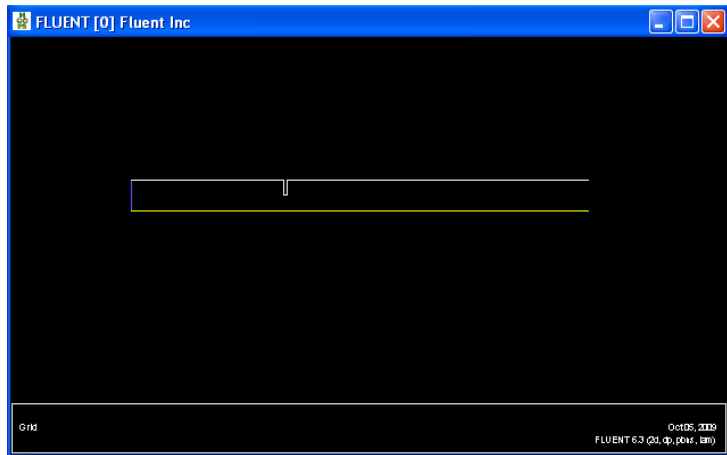 FLUENT [0] Fluent Inc
Grid
Oct 05, 2009
FLUENT 6.3 (2d, dp, pbns, lam)